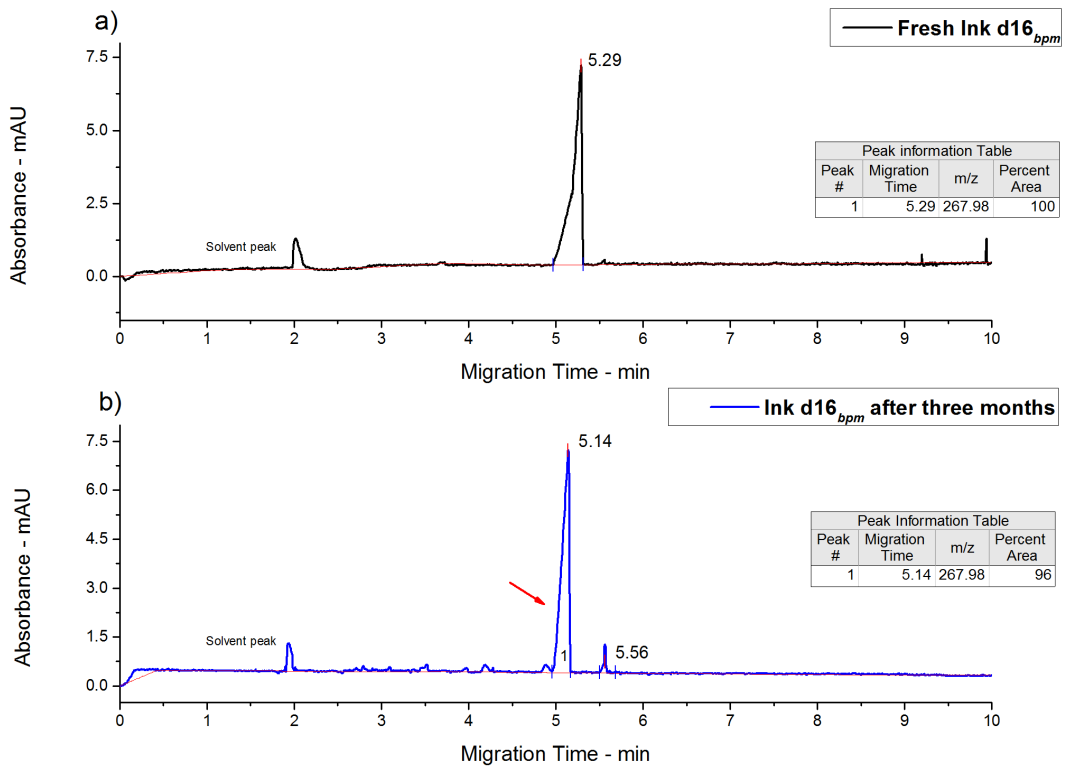 a)
Fresh Ink d16bpm
7.5
5.29
5.0
2.5
0.0
Absorbance - mAU
Solvent peak
Peak information Table
Peak # Migration Time m/z Percent Area
1 5.29 267.98 100
0 1 2 3 4 5 6 7 8 9 10
Migration Time - min
b)
Ink d16bpm after three months
7.5
5.14
6.0
4.5
3.0
1.5
0.0
Absorbance - mAU
Solvent peak
1
5.56
Peak Information Table
Peak # Migration Time m/z Percent Area
1 5.14 267.98 96
0 1 2 3 4 5 6 7 8 9 10
Migration Time - min